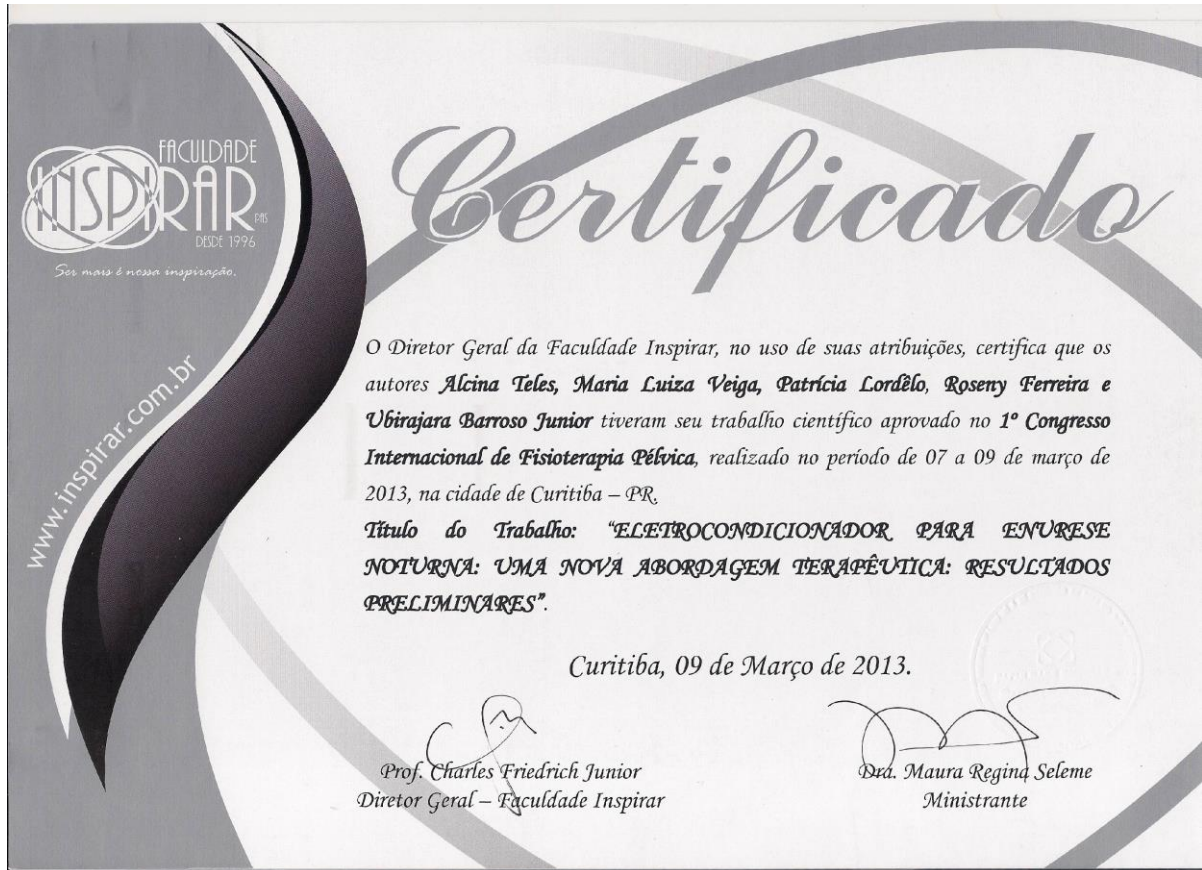 FACULDADE
INSPIRAR
PÓS
DESDE 1996
Ser mais é nossa inspiração.
www.inspirar.com.br
Certificado
O Diretor Geral da Faculdade Inspirar, no uso de suas atribuições, certifica que os
autores Alcina Teles, Maria Luiza Veiga, Patrícia Lordêlo, Roseny Ferreira e
Ubirajara Barroso Junior tiveram seu trabalho científico aprovado no 1º Congresso
Internacional de Fisioterapia Pélvica, realizado no período de 07 a 09 de março de
2013, na cidade de Curitiba – PR.
Título do Trabalho: “ELETROCONDICIONADOR PARA ENURESE
NOTURNA: UMA NOVA ABORDAGEM TERAPÊUTICA: RESULTADOS
PRELIMINARES”.
Curitiba, 09 de Março de 2013.
Prof. Charles Friedrich Junior
Diretor Geral – Faculdade Inspirar
Dra. Maura Regina Seleme
Ministrante